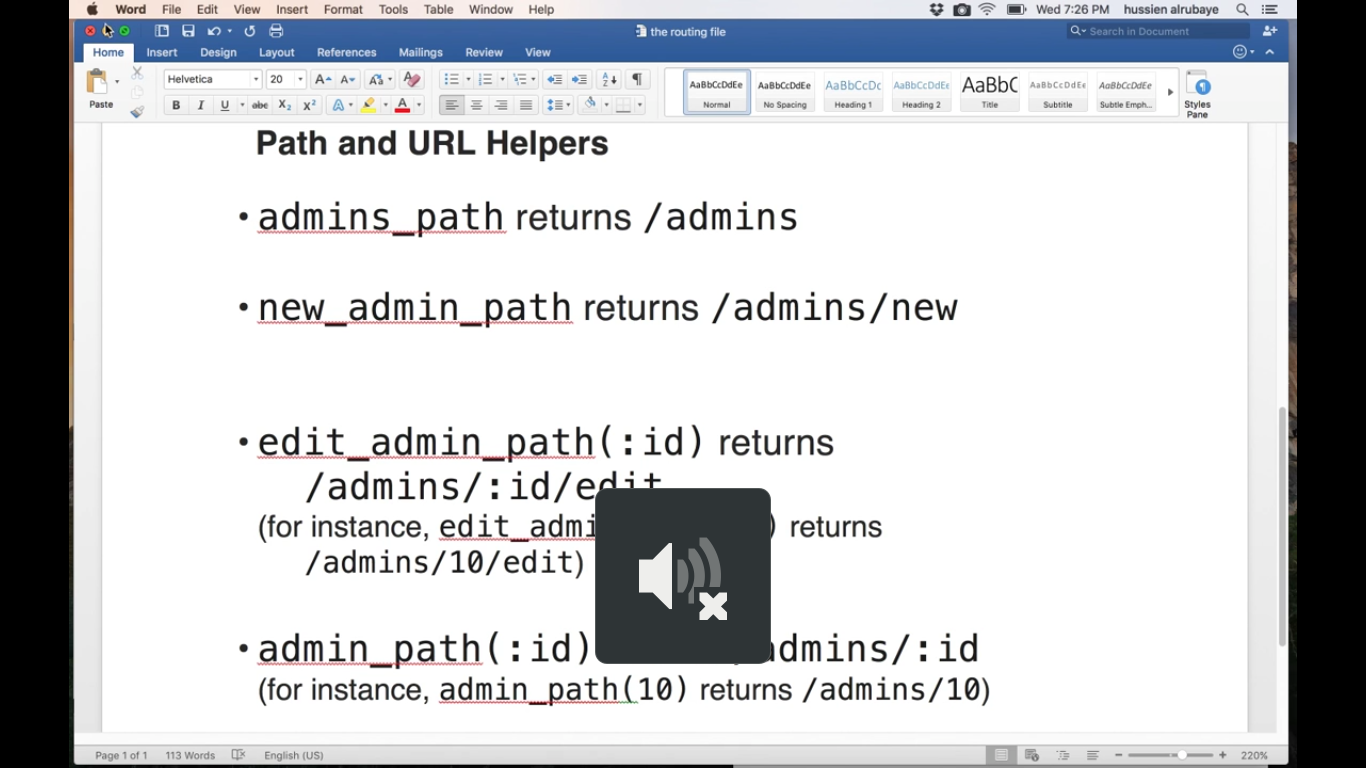 Word File Edit View Insert Format Tools Table Window Help Wed 7:26 PM hussien alrubaye
the routing file Search in Document
Home Insert Design Layout References Mailings Review View
Paste Helvetica 20 AaBbCcDdEe AaBbCcDdEe AaBbCcDc AaBbCcDdEe AaBbC AaBbCcDdEe AaBbCcDdEe
B I U abc X₂ X² A A Normal No Spacing Heading 1 Heading 2 Title Subtitle Subtle Emph... Styles Pane
Path and URL Helpers
• admins_path returns /admins
• new_admin_path returns /admins/new
• edit_admin_path(:id) returns
/admins/:id/edit
(for instance, ) returns
/admins/10/edit)
• admin_path(:id) /admins/:id
(for instance, admin_path(10) returns /admins/10)
Page 1 of 1 113 Words English (US) 220%